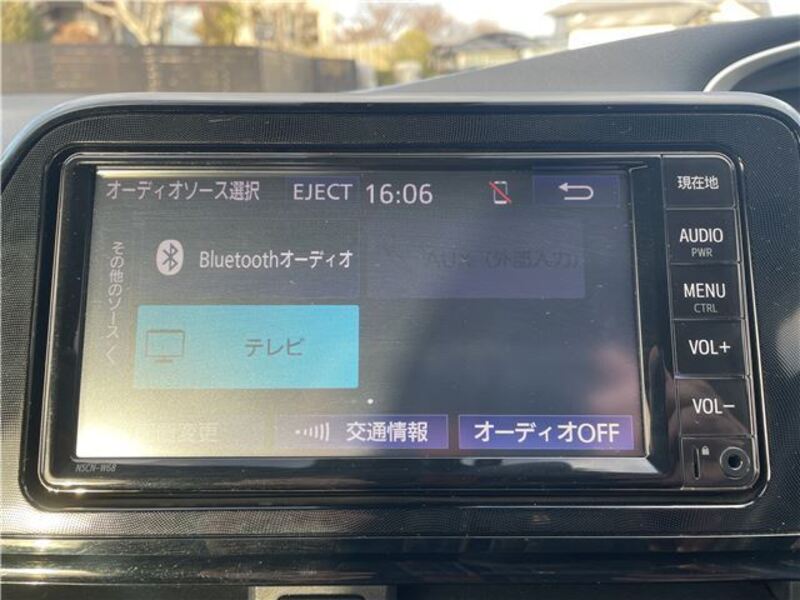 オーディオソース選択 EJECT 16:06
その他のソース
Bluetoothオーディオ
AUX (外部入力)
テレビ
変更
交通情報
オーディオOFF
NSCN-W68
現在地
AUDIO
PWR
MENU
CTRL
VOL+
VOL-